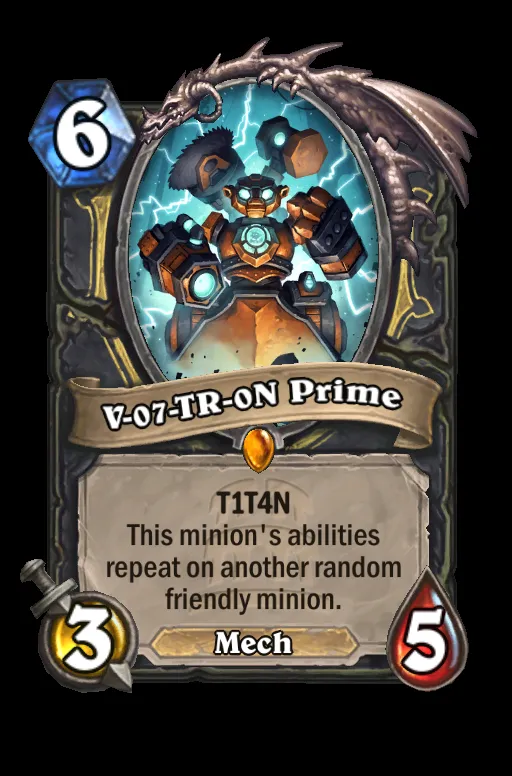 6
V-07-TR-0N Prime
T1T4N
This minion's abilities
repeat on another random
friendly minion.
3
Mech
5